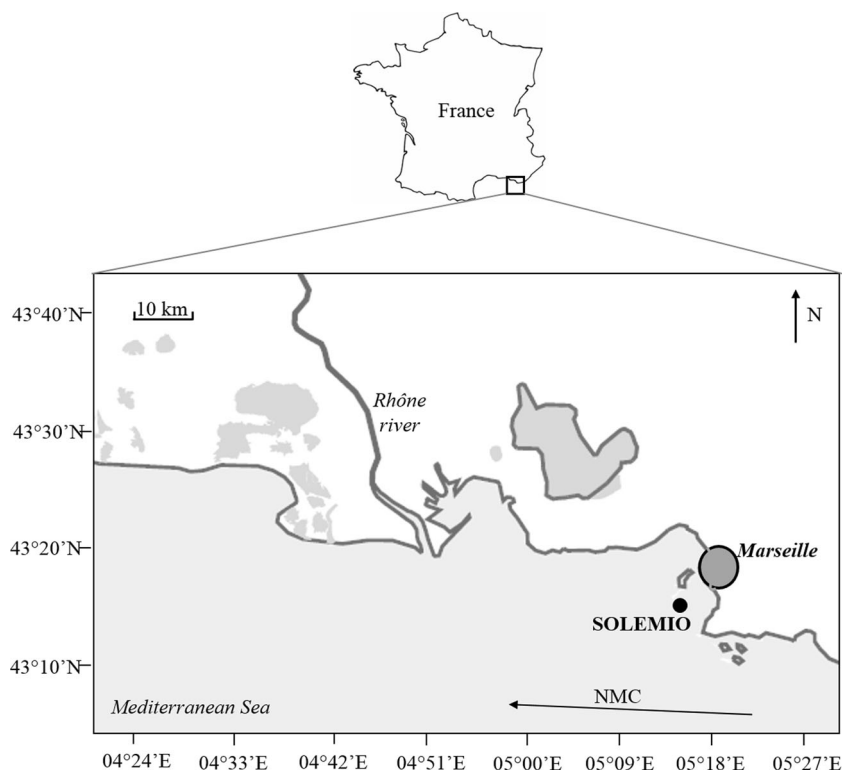 France
10 km
N
43°40’N
43°30’N
43°20’N
43°10’N
Rhône
river
Marseille
SOLEMIO
NMC
Mediterranean Sea
04°24’E 04°33’E 04°42’E 04°51’E 05°00’E 05°09’E 05°18’E 05°27’E